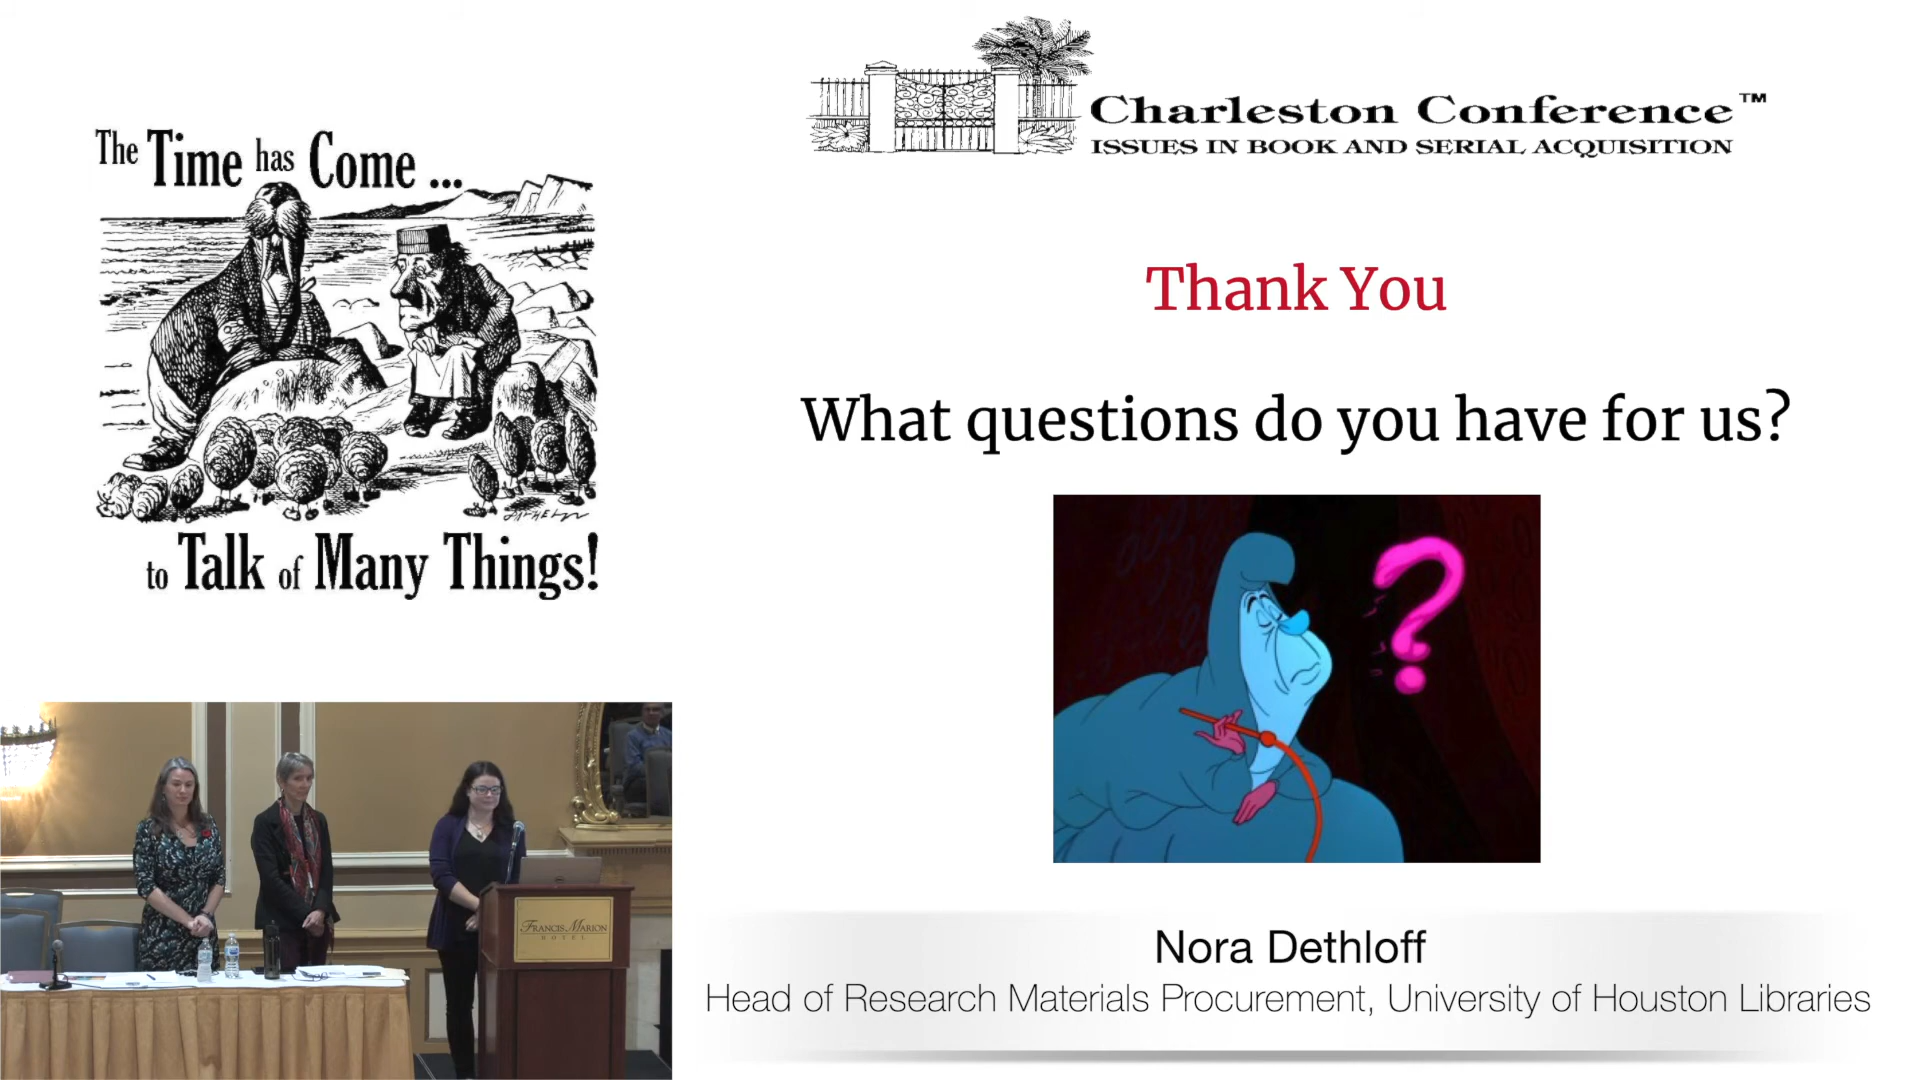 The Time has Come ...
to Talk of Many Things!
Charleston Conference™
ISSUES IN BOOK AND SERIAL ACQUISITION
Thank You
What questions do you have for us?
FRANCIS MARION
HOTEL
Nora Dethloff
Head of Research Materials Procurement, University of Houston Libraries